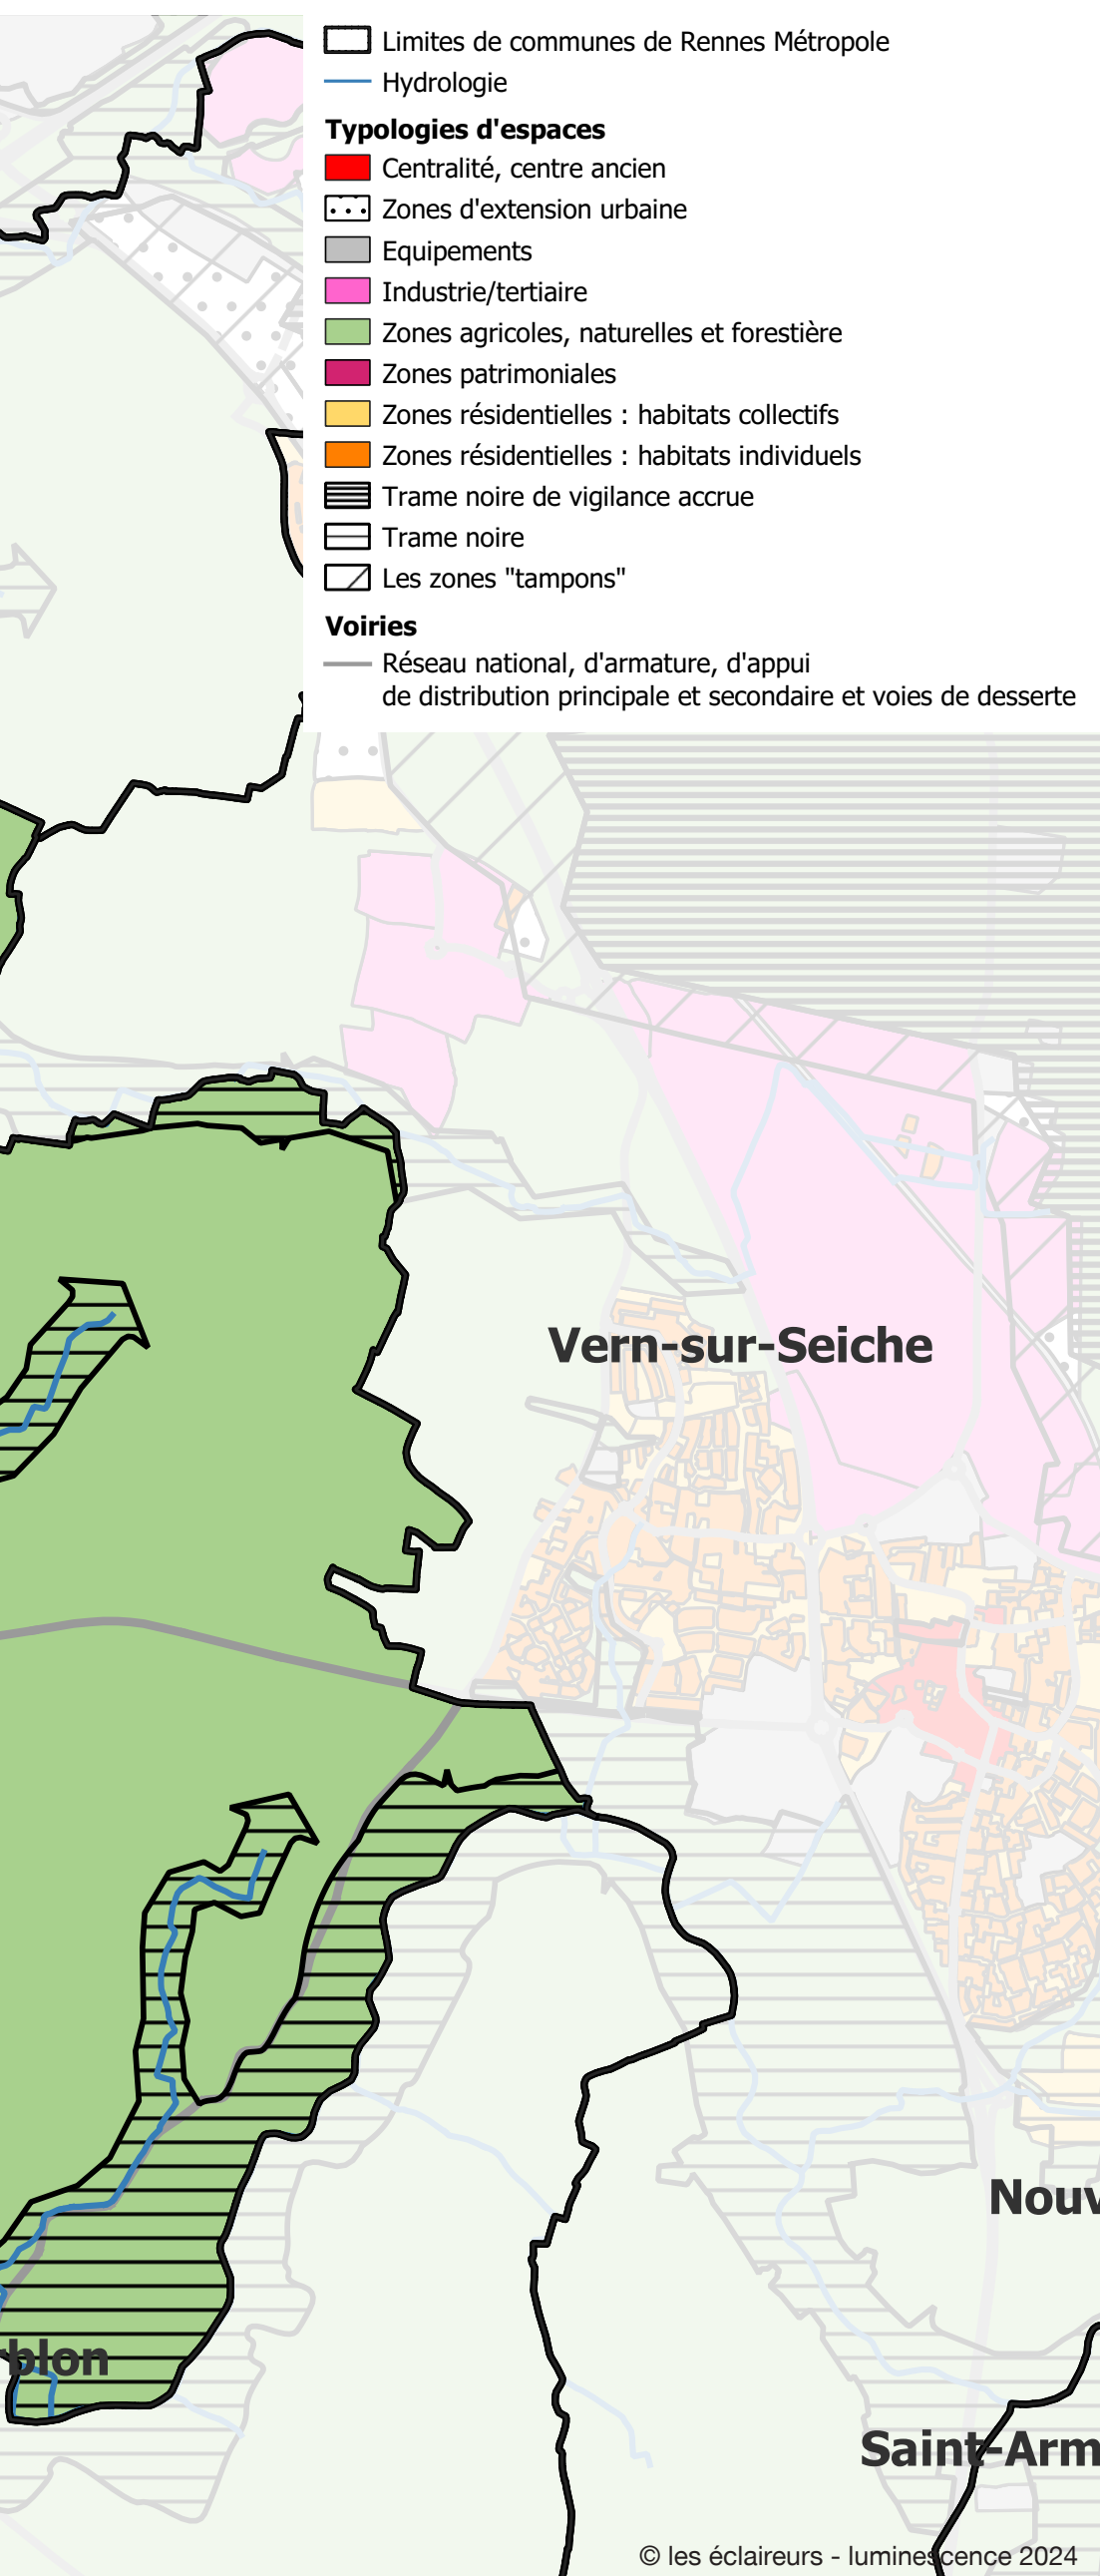 Limites de communes de Rennes Métropole
Hydrologie
Typologies d'espaces
Centralité, centre ancien
Zones d'extension urbaine
Equipements
Industrie/tertiaire
Zones agricoles, naturelles et forestière
Zones patrimoniales
Zones résidentielles : habitats collectifs
Zones résidentielles : habitats individuels
Trame noire de vigilance accrue
Trame noire
Les zones "tampons"
Voiries
Réseau national, d'armature, d'appui
de distribution principale et secondaire et voies de desserte
Vern-sur-Seiche
Nouv
blon
Saint-Arm
© les éclaireurs - luminescence 2024